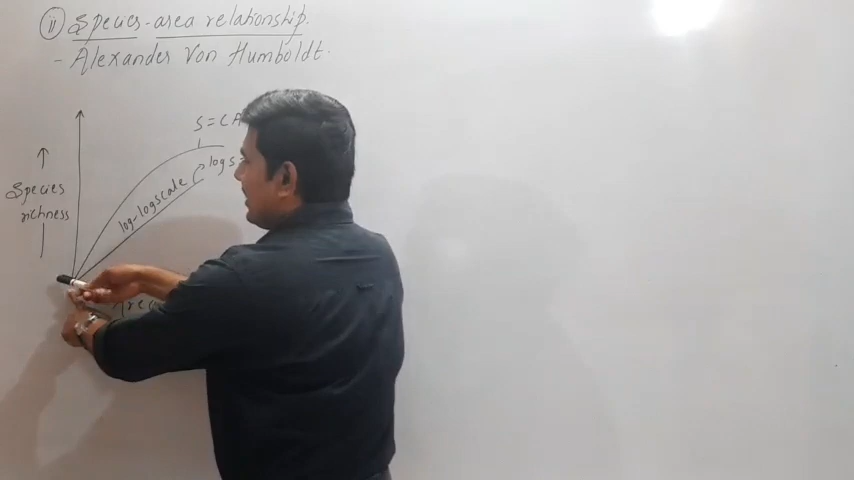 ii Species-area relationship.
- Alexander Von Humboldt.
S = CA
log S =
log-log scale
Species
richness